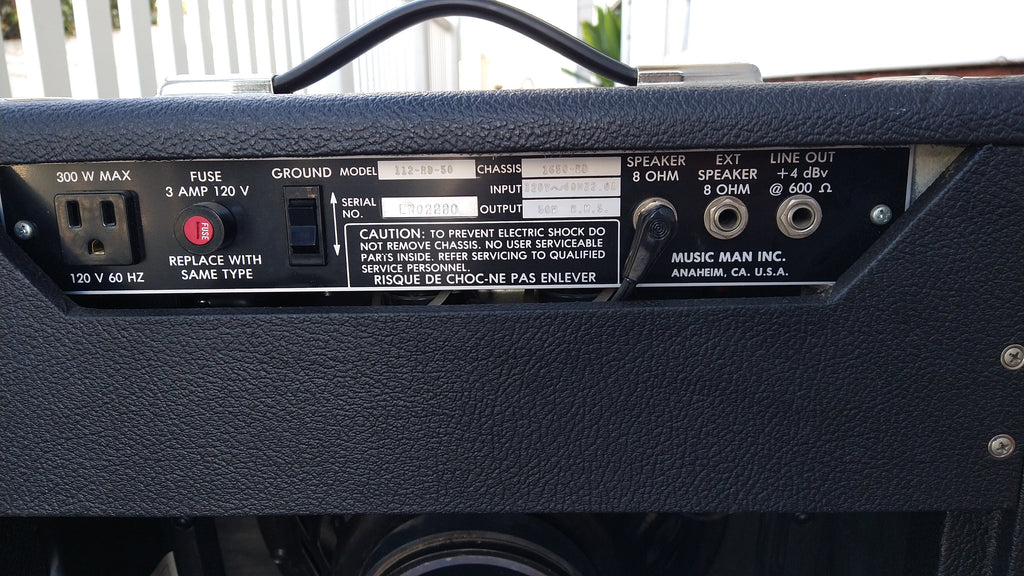 300 W MAX
120 V 60 HZ
FUSE
3 AMP 120 V
FUSE
REPLACE WITH
SAME TYPE
GROUND
MODEL 112-RD-50 CHASSIS 1650-RD
INPUT
SERIAL
NO.
OUTPUT 50W R.M.S.
CAUTION: TO PREVENT ELECTRIC SHOCK DO
NOT REMOVE CHASSIS. NO USER SERVICEABLE
PARTS INSIDE. REFER SERVICING TO QUALIFIED
SERVICE PERSONNEL.
RISQUE DE CHOC-NE PAS ENLEVER
SPEAKER
8 OHM
EXT
SPEAKER
8 OHM
LINE OUT
+4 dBv
@ 600 Ω
MUSIC MAN INC.
ANAHEIM, CA. U.S.A.